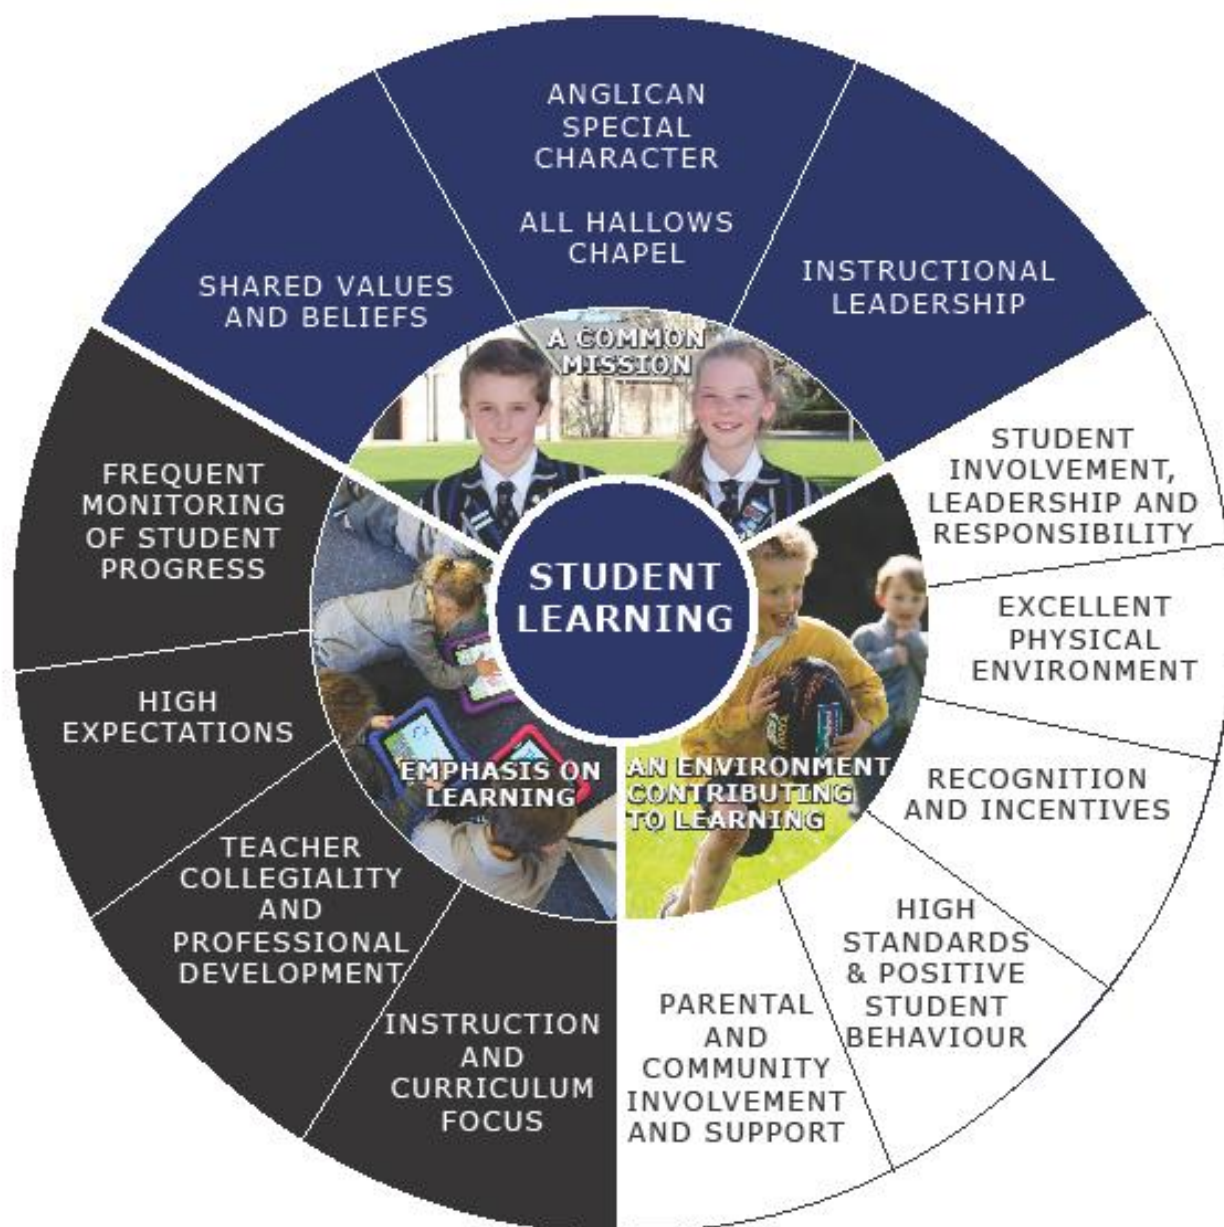 ANGLICAN
SPECIAL
CHARACTER
ALL HALLOWS
CHAPEL
SHARED VALUES
AND BELIEFS
INSTRUCTIONAL
LEADERSHIP
A COMMON
MISSION
STUDENT
INVOLVEMENT,
LEADERSHIP AND
RESPONSIBILITY
FREQUENT
MONITORING
OF STUDENT
PROGRESS
STUDENT
LEARNING
EXCELLENT
PHYSICAL
ENVIRONMENT
HIGH
EXPECTATIONS
EMPHASIS ON
LEARNING
AN ENVIRONMENT
CONTRIBUTING
TO LEARNING
RECOGNITION
AND INCENTIVES
TEACHER
COLLEGIALITY
AND
PROFESSIONAL
DEVELOPMENT
HIGH
STANDARDS
& POSITIVE
STUDENT
BEHAVIOUR
INSTRUCTION
AND
CURRICULUM
FOCUS
PARENTAL
AND
COMMUNITY
INVOLVEMENT
AND SUPPORT